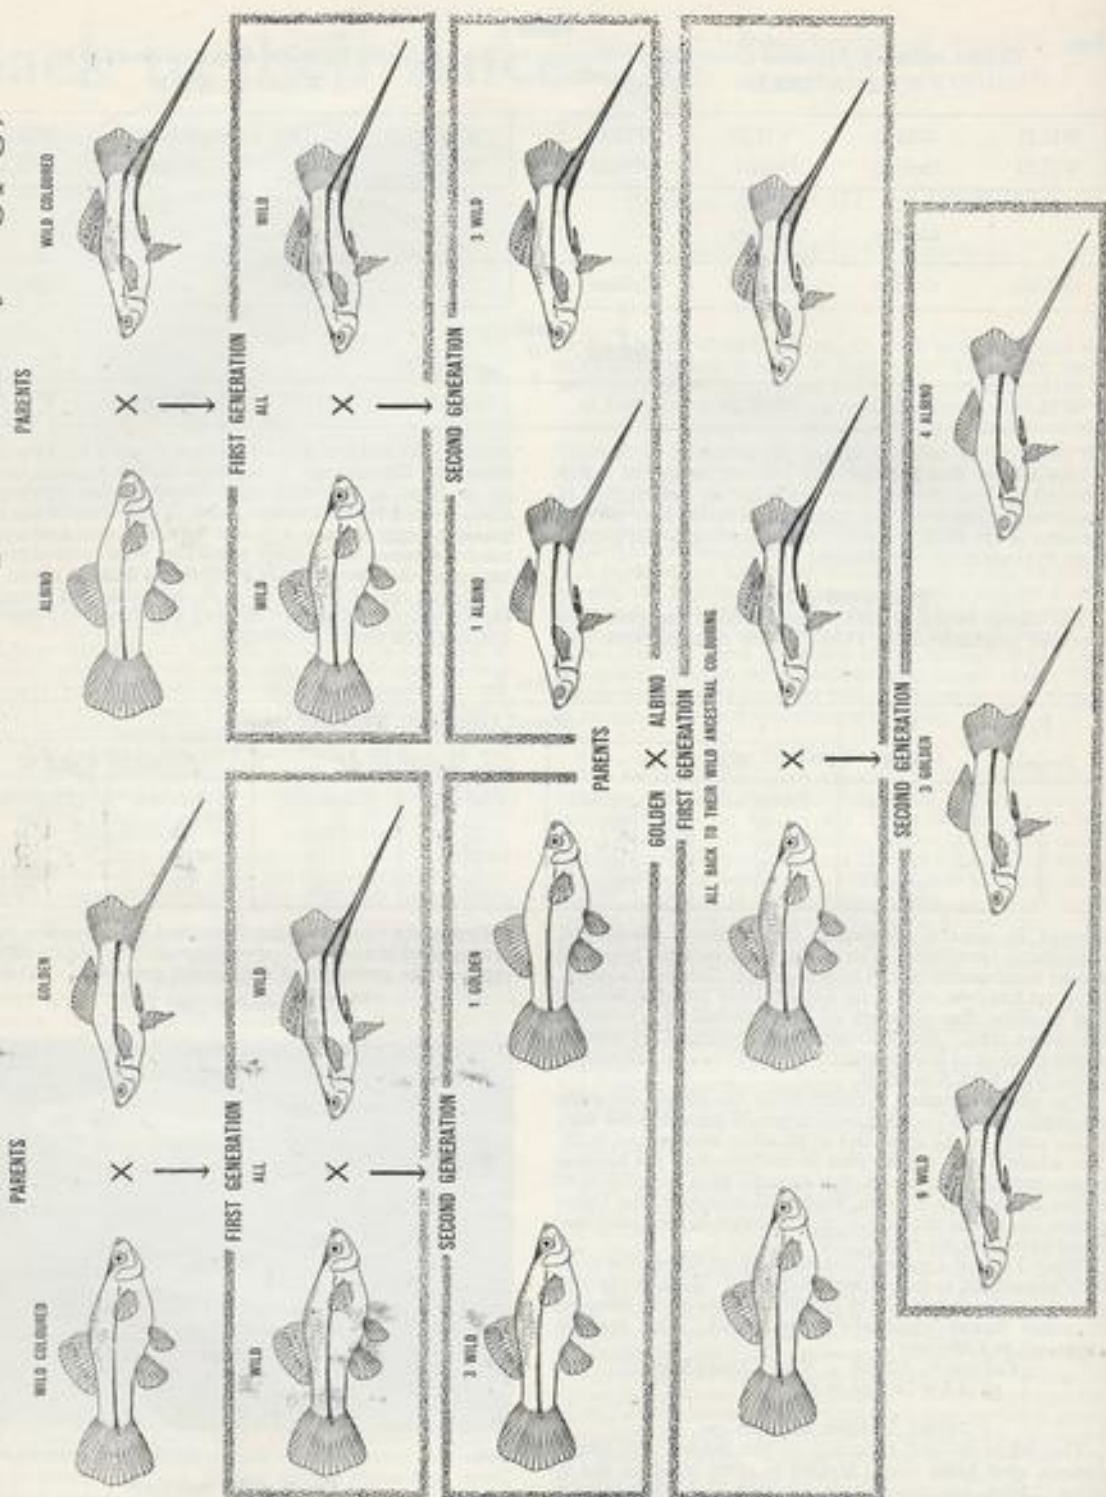 PARENTS
PARENTS
WILD COLOURED
GOLDEN
ALBINO
WILD COLOURED
X
X
FIRST GENERATION
FIRST GENERATION
ALL
ALL
WILD
WILD
WILD
WILD
X
X
SECOND GENERATION
SECOND GENERATION
3 WILD
1 GOLDEN
1 ALBINO
3 WILD
PARENTS
GOLDEN X ALBINO
FIRST GENERATION
ALL BACK TO THEIR WILD ANCESTRAL COLOURING
X
SECOND GENERATION
9 WILD
3 GOLDEN
4 ALBINO